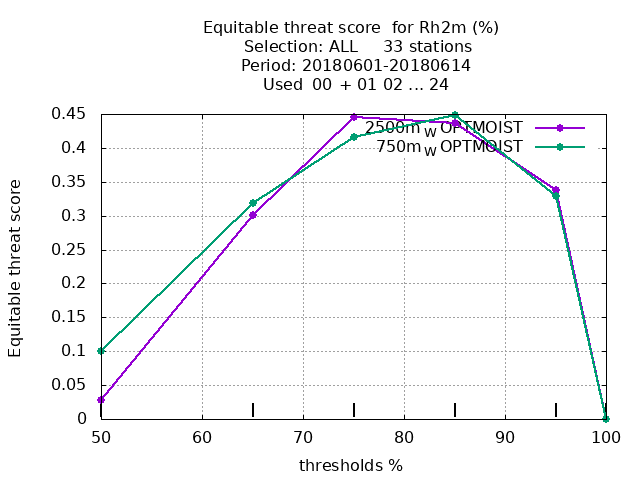 Equitable threat score for Rh2m (%)
Selection: ALL 33 stations
Period: 20180601-20180614
Used 00 + 01 02 ... 24
2500m W OPTMOIST
750m W OPTMOIST
Equitable threat score
0.45
0.4
0.35
0.3
0.25
0.2
0.15
0.1
0.05
0
50 60 70 80 90 100
thresholds %